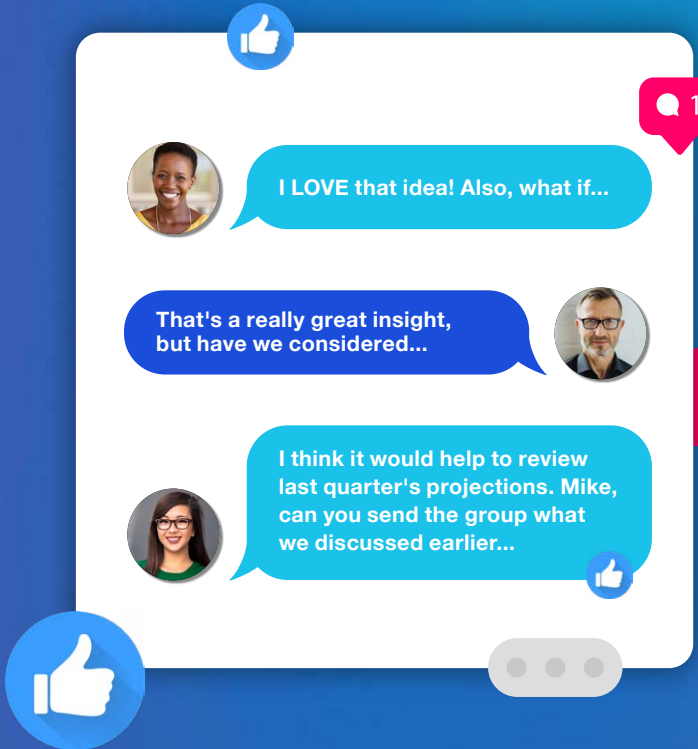 1
I LOVE that idea! Also, what if...
That's a really great insight,
but have we considered...
I think it would help to review
last quarter's projections. Mike,
can you send the group what
we discussed earlier...